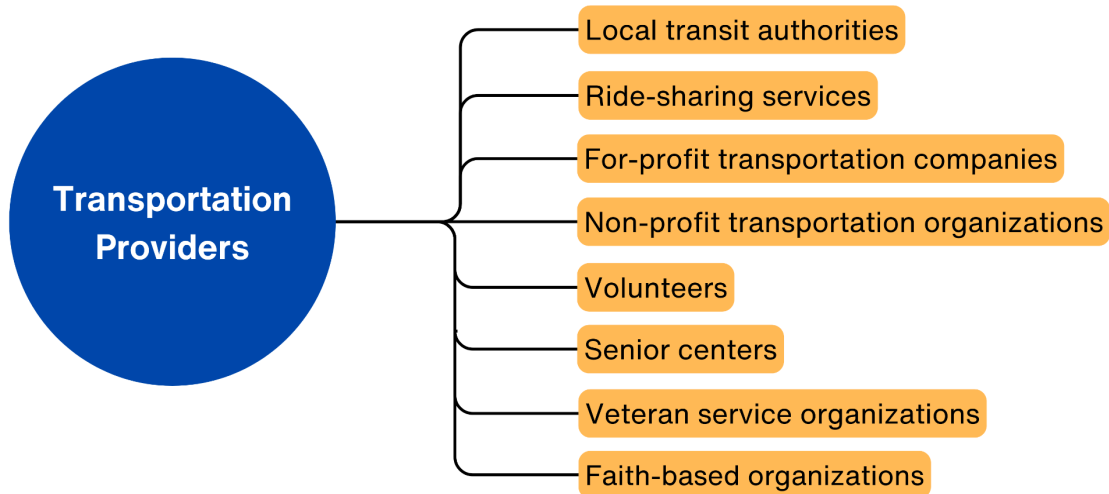 Transportation
Providers
Local transit authorities
Ride-sharing services
For-profit transportation companies
Non-profit transportation organizations
Volunteers
Senior centers
Veteran service organizations
Faith-based organizations